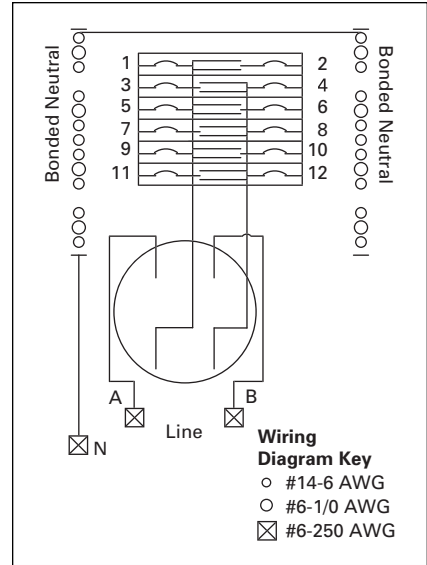 Bonded Neutral
Bonded Neutral
1 2
3 4
5 6
7 8
9 10
11 12
A B
Line
N
Wiring
Diagram Key
#14-6 AWG
#6-1/0 AWG
#6-250 AWG